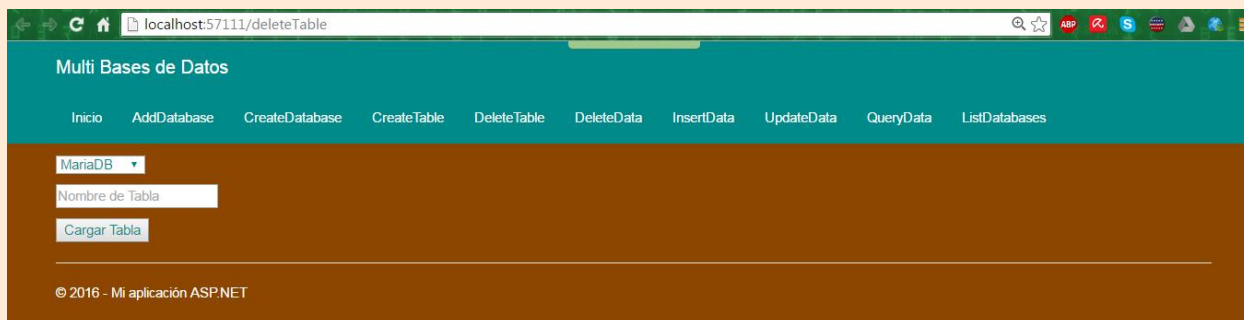 localhost:57111/deleteTable
ABP
S
Multi Bases de Datos
Inicio AddDatabase CreateDatabase CreateTable DeleteTable DeleteData InsertData UpdateData QueryData ListDatabases
MariaDB
Nombre de Tabla
Cargar Tabla
© 2016 - Mi aplicación ASP.NET